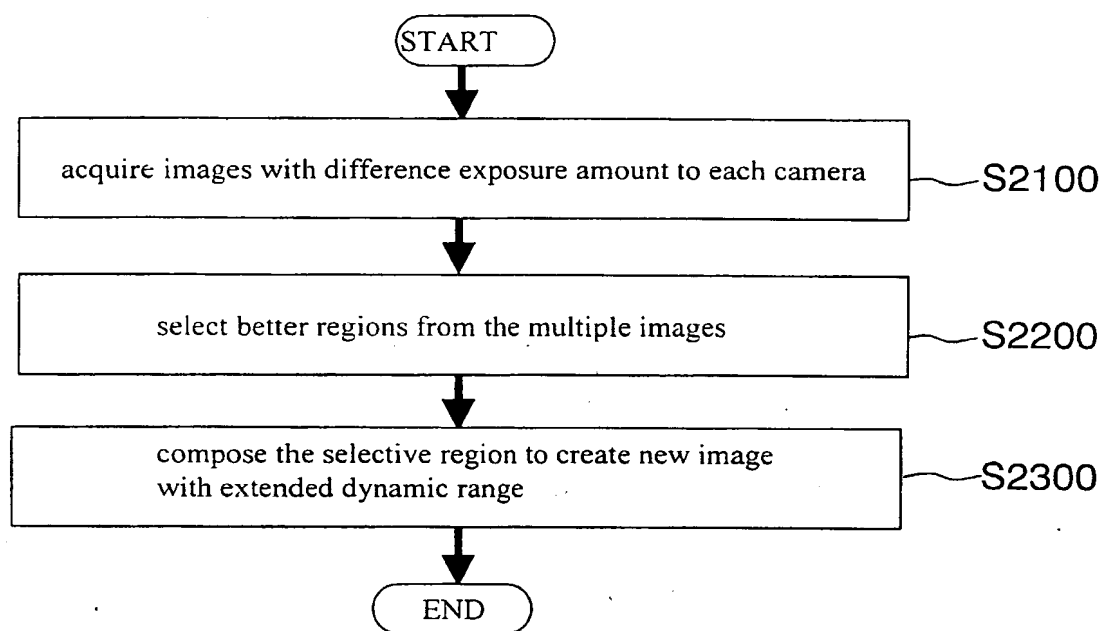 START
acquire images with difference exposure amount to each camera
S2100
select better regions from the multiple images
S2200
compose the selective region to create new image
with extended dynamic range
S2300
END